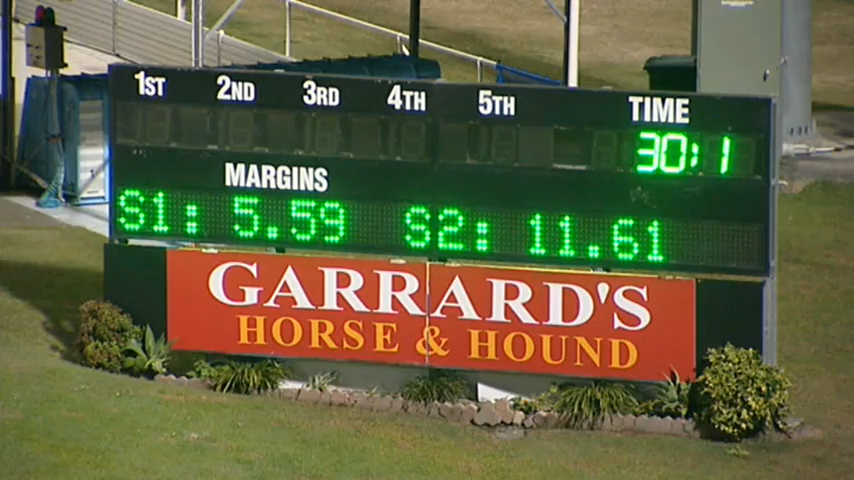 1ST 2ND 3RD 4TH 5TH TIME
30:1
MARGINS
S1: 5.59 S2: 11.61
GARRARD'S
HORSE & HOUND